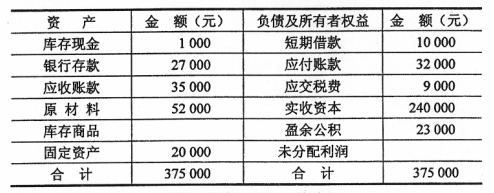 资 产 金 额（元） 负债及所有者权益 金 额（元）
库存现金 1 000 短期借款 10 000
银行存款 27 000 应付账款 32 000
应收账款 35 000 应交税费 9 000
原 材 料 52 000 实收资本 240 000
库存商品 盈余公积 23 000
固定资产 20 000 未分配利润
合 计 375 000 合 计 375 000